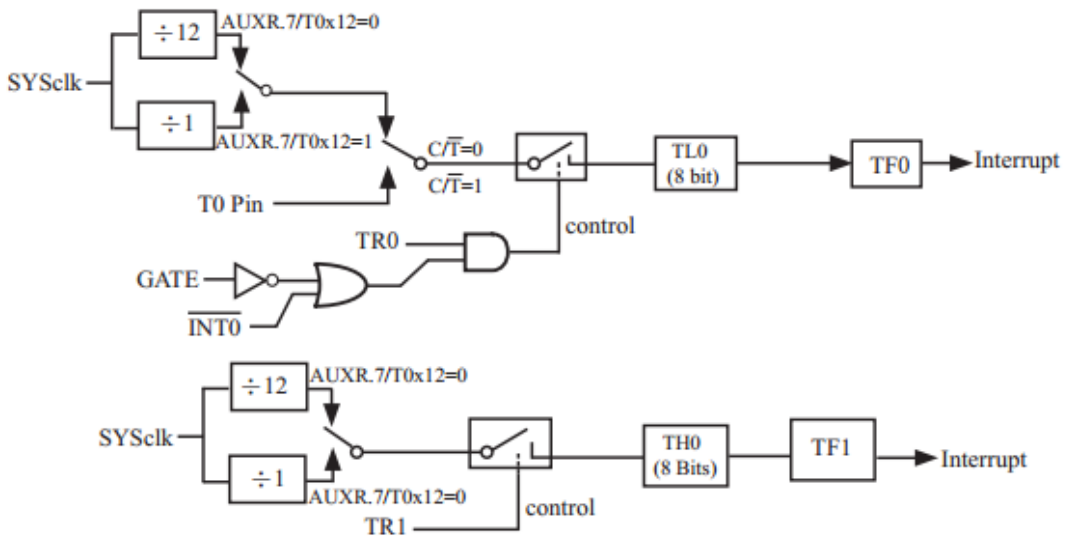 ÷12
AUXR.7/T0x12=0
SYSclk
÷1
AUXR.7/T0x12=1
C/T̅=0
C/T̅=1
T0 Pin
TL0
(8 bit)
TF0
Interrupt
control
TR0
GATE
I̅N̅T̅0̅
÷12
AUXR.7/T0x12=0
SYSclk
÷1
AUXR.7/T0x12=0
TH0
(8 Bits)
TF1
Interrupt
control
TR1